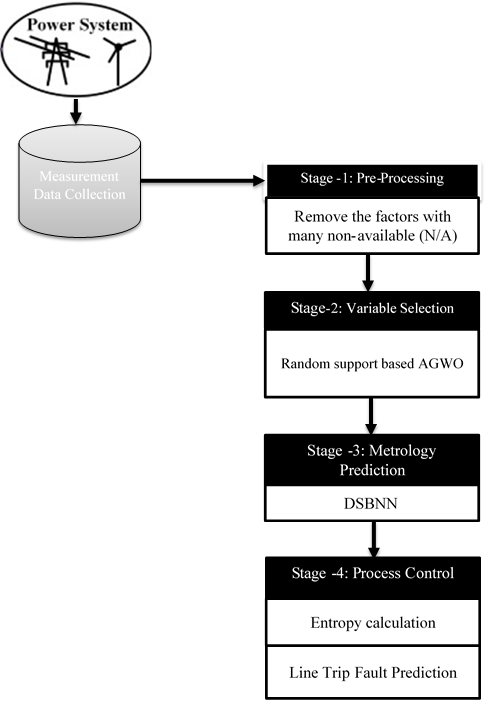 Power System
Measurement
Data Collection
Stage -1: Pre-Processing
Remove the factors with
many non-available (N/A)
Stage-2: Variable Selection
Random support based AGWO
Stage -3: Metrology
Prediction
DSBNN
Stage -4: Process Control
Entropy calculation
Line Trip Fault Prediction